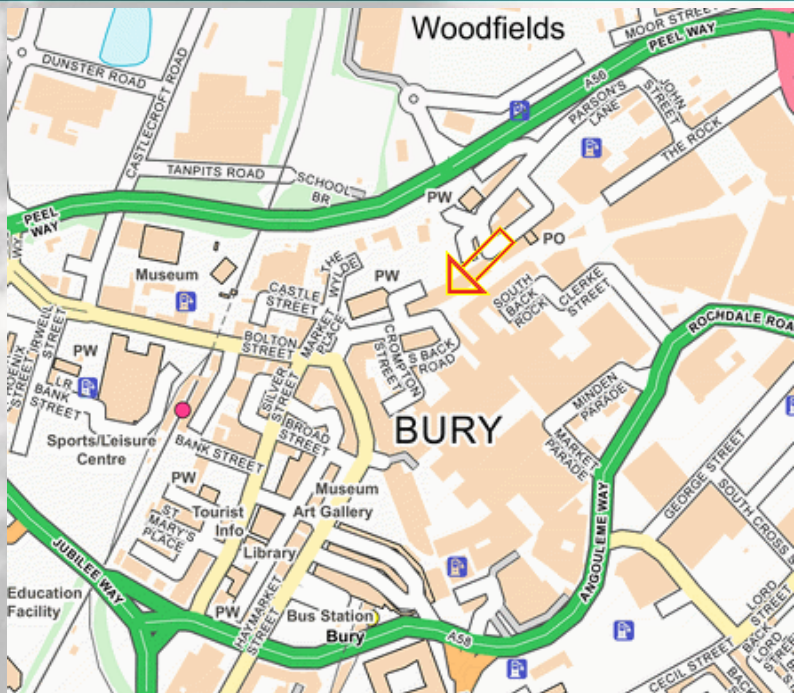 Woodfields
MOOR STREET
PEEL WAY
A56
DUNSTER ROAD
CASTLECROFT ROAD
PARSON'S
LANE
JOHN
STREET
THE ROCK
TANPITS ROAD
SCHOOL
BR
PW
PEEL
WAY
PO
Museum
THE
WYLDE
PW
CASTLE
STREET
MARKET
PLACE
SOUTH
BACK
ROCK
CLERKE
STREET
ROCHDALE ROA
IRWELL
STREET
BOLTON
STREET
CROMPTON
STREET
S BACK
ROAD
PW
SILVER
STREET
LR
BANK
STREET
MINDEN
PARADE
BROAD
STREET
BURY
MARKET
PARADE
Sports/Leisure
Centre
BANK STREET
GEORGE STREET
PW
Museum
Art Gallery
SOUTH CROSS S
ST
MARY'S
PLACE
Tourist
Info
Library
ANGOULEME WAY
JUBILEE WAY
Education
Facility
PW
HAYMARKET
STREET
Bus Station
Bury
A58
LORD
STREET
BACK
LORD
STREET
CECIL STREET
BACK